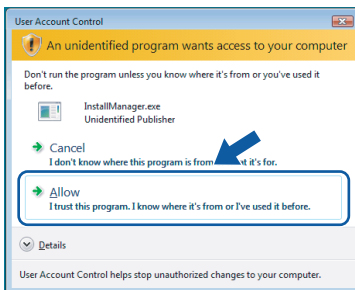 User Account Control
An unidentified program wants access to your computer
Don't run the program unless you know where it's from or you've used it
before.
InstallManager.exe
Unidentified Publisher
Cancel
I don't know where this program is from at it's for.
Allow
I trust this program. I know where it's from or I've used it before.
Details
User Account Control helps stop unauthorized changes to your computer.